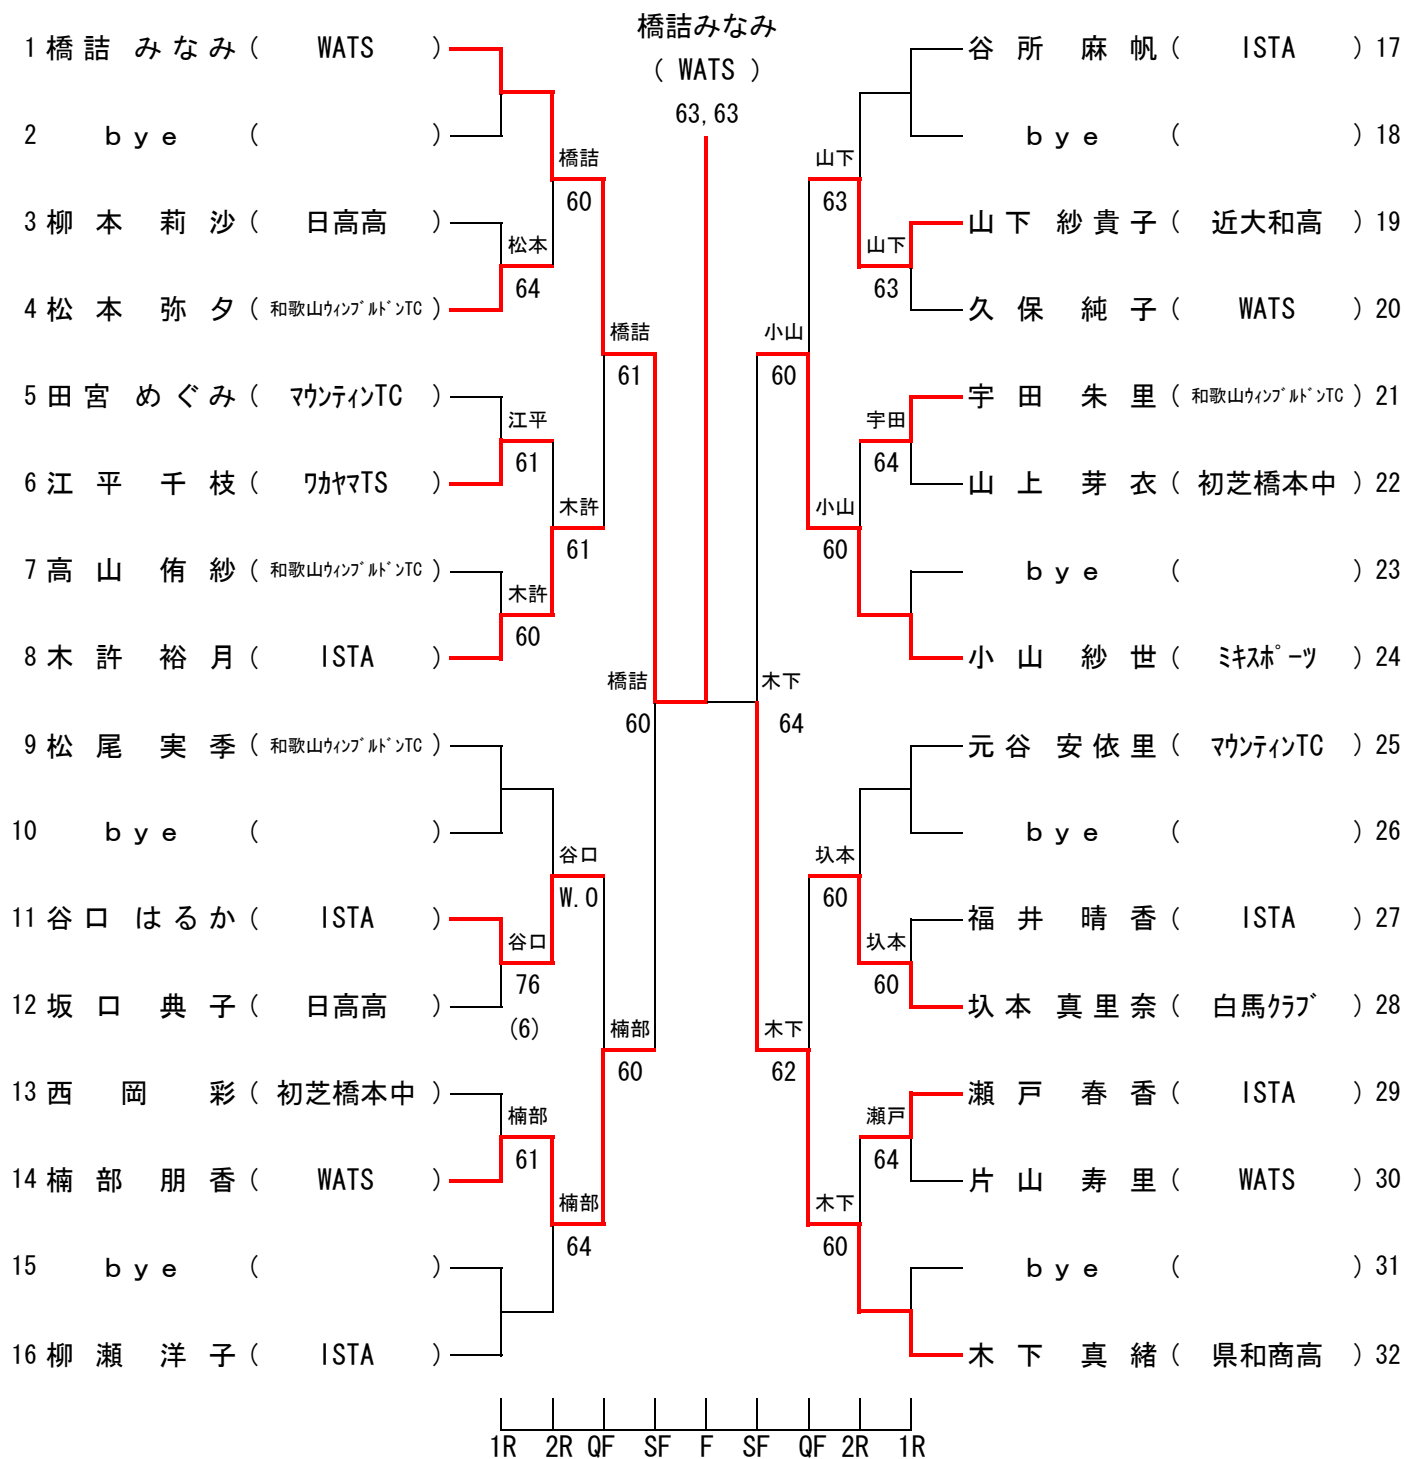 橋詰みなみ
( WATS )
63,63
1 橋詰 みなみ ( WATS )
2 bye ( )
3 柳本 莉沙 ( 日高高 )
4 松本 弥夕 ( 和歌山ウィンブルドンTC )
5 田宮 めぐみ ( マウンティンTC )
6 江平 千枝 ( ワカヤマTS )
7 高山 侑紗 ( 和歌山ウィンブルドンTC )
8 木許 裕月 ( ISTA )
9 松尾 実季 ( 和歌山ウィンブルドンTC )
10 bye ( )
11 谷口 はるか ( ISTA )
12 坂口 典子 ( 日高高 )
13 西岡 彩 ( 初芝橋本中 )
14 楠部 朋香 ( WATS )
15 bye ( )
16 柳瀬 洋子 ( ISTA )
松本
64
江平
61
木許
60
谷口
76
(6)
楠部
61
橋詰
60
木許
61
谷口
W.O
楠部
64
橋詰
61
楠部
60
橋詰
60
木下
64
小山
60
木下
62
山下
63
小山
60
圦本
60
木下
60
山下
63
宇田
64
圦本
60
瀬戸
64
谷所 麻帆 ( ISTA ) 17
bye ( ) 18
山下 紗貴子 ( 近大和高 ) 19
久保 純子 ( WATS ) 20
宇田 朱里 ( 和歌山ウィンブルドンTC ) 21
山上 芽衣 ( 初芝橋本中 ) 22
bye ( ) 23
小山 紗世 ( ミキスポーツ ) 24
元谷 安依里 ( マウンティンTC ) 25
bye ( ) 26
福井 晴香 ( ISTA ) 27
圦本 真里奈 ( 白馬クラブ ) 28
瀬戸 春香 ( ISTA ) 29
片山 寿里 ( WATS ) 30
bye ( ) 31
木下 真緒 ( 県和商高 ) 32
1R 2R QF SF F SF QF 2R 1R